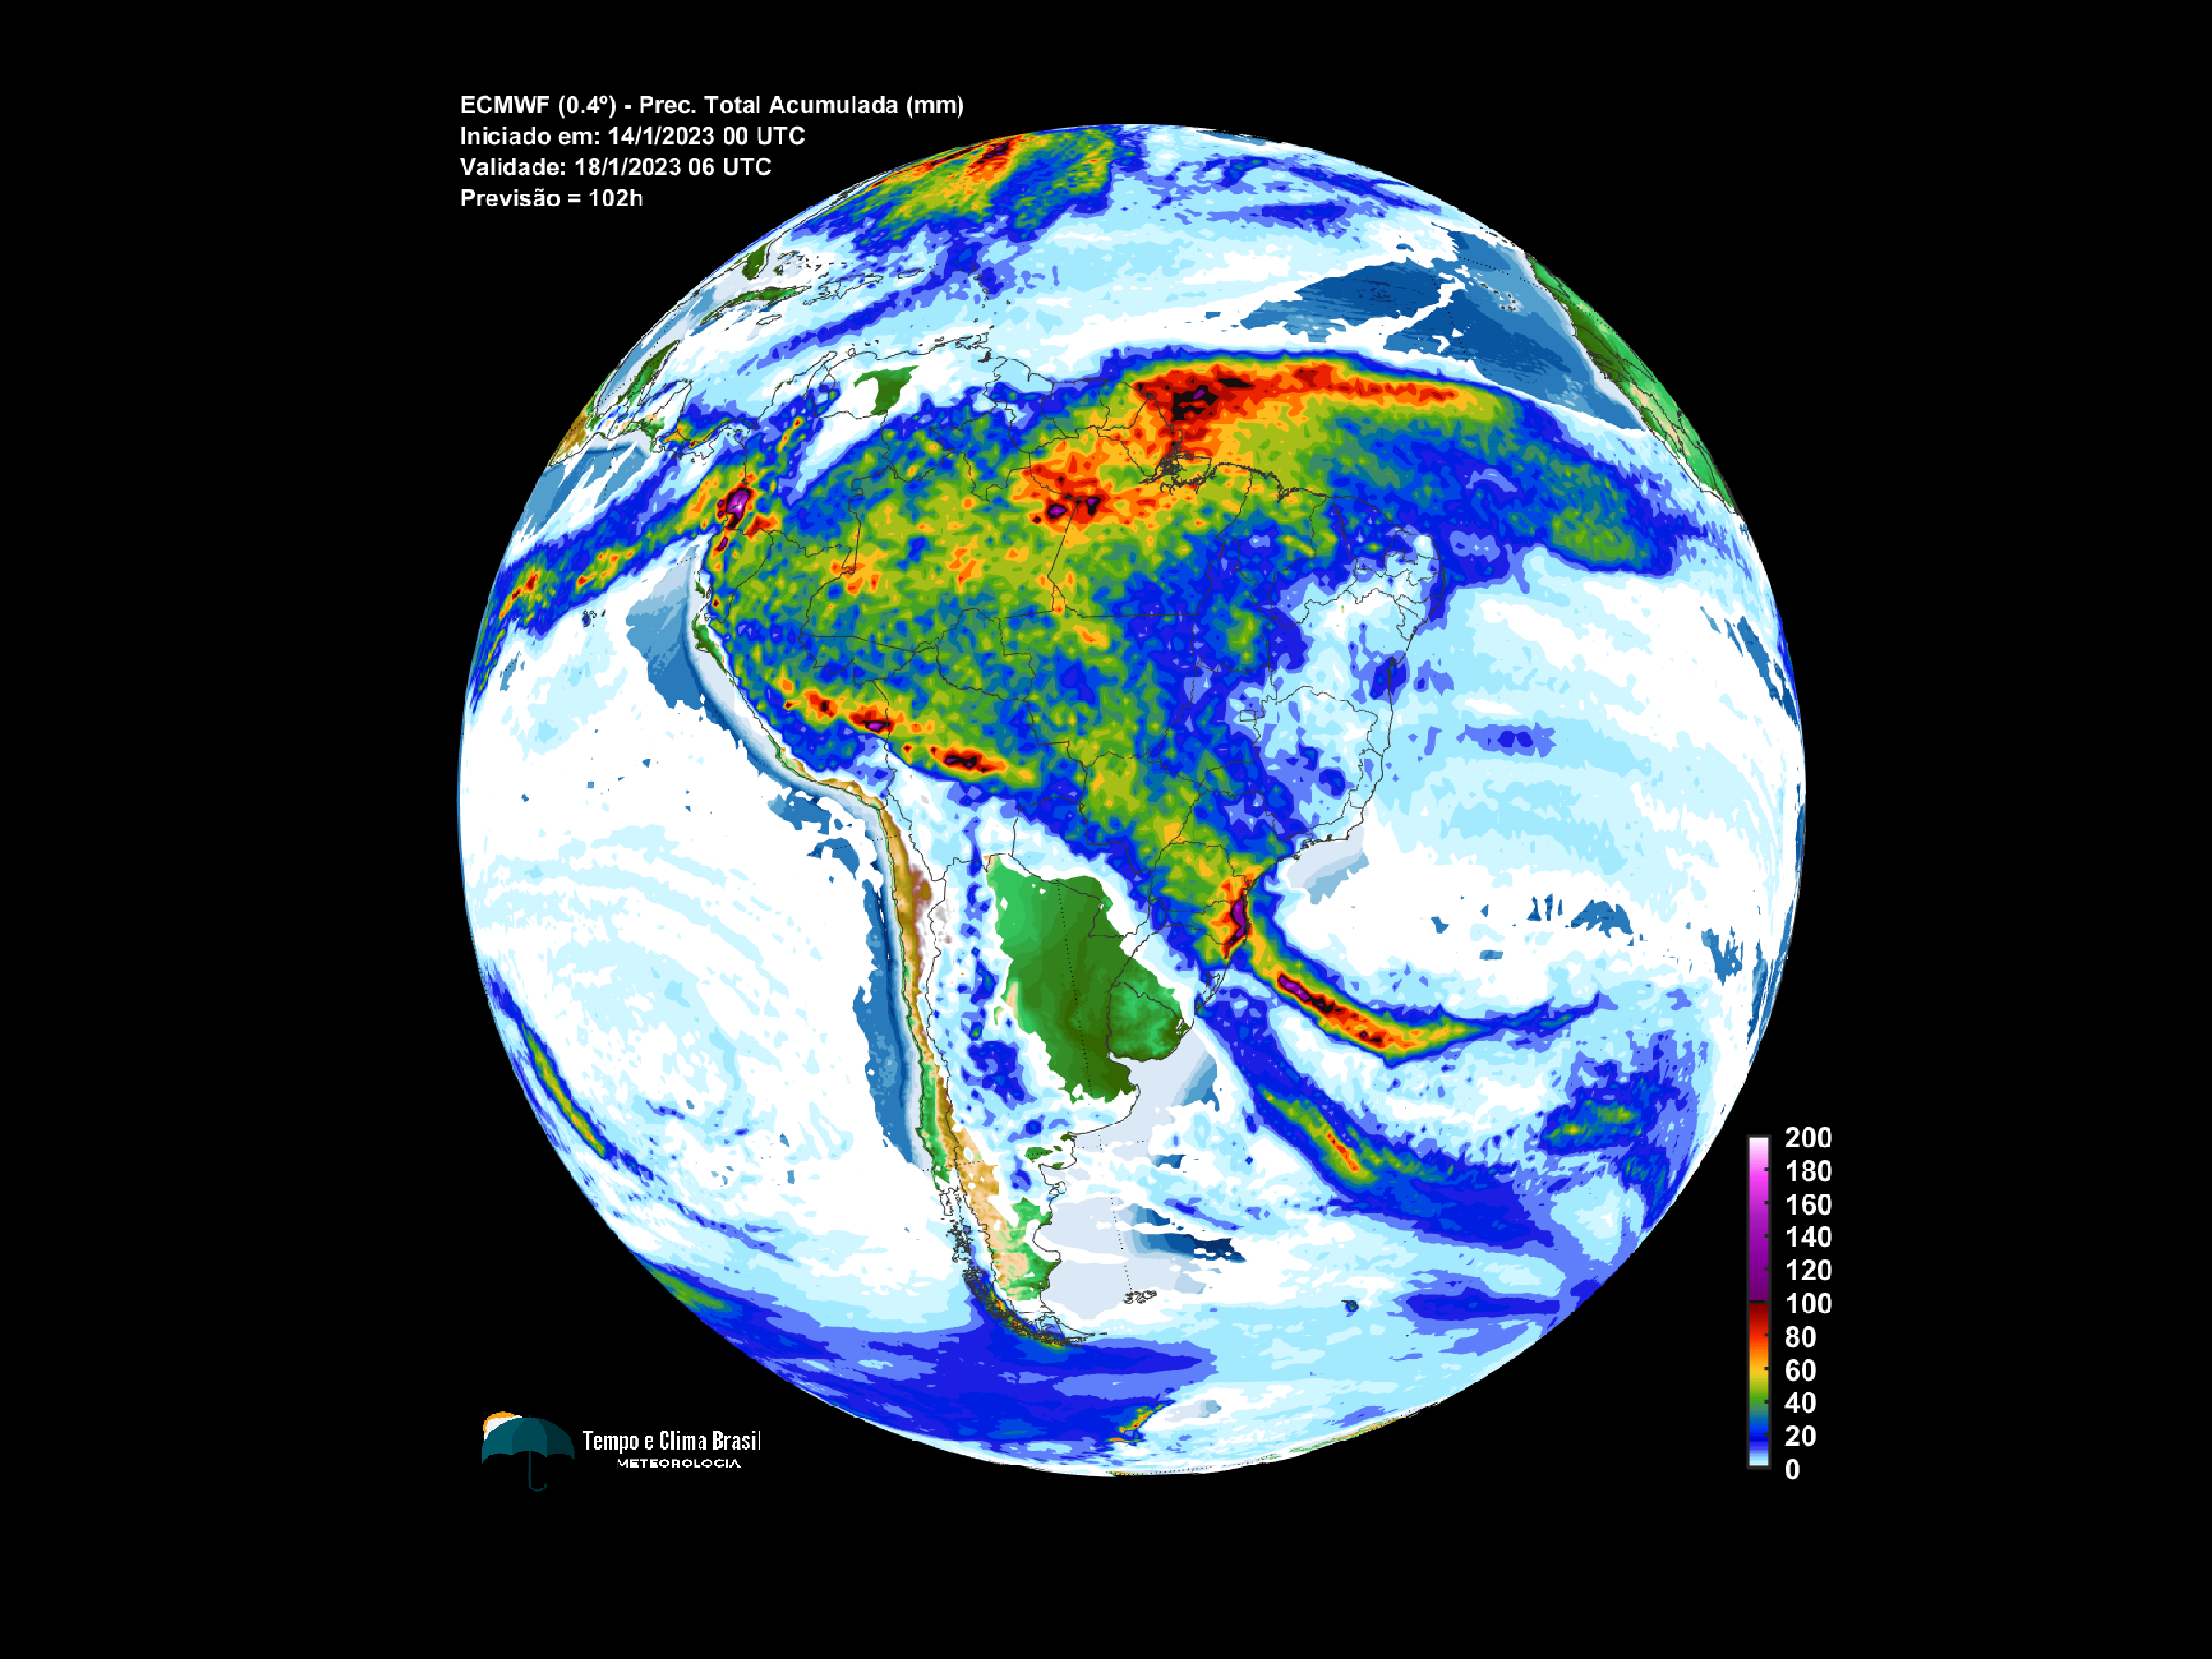 ECMWF (0.4º) - Prec. Total Acumulada (mm)
Iniciado em: 14/1/2023 00 UTC
Validade: 18/1/2023 06 UTC
Previsão = 102h
200
180
160
140
120
100
80
60
40
20
0
Tempo e Clima Brasil
METEOROLOGIA